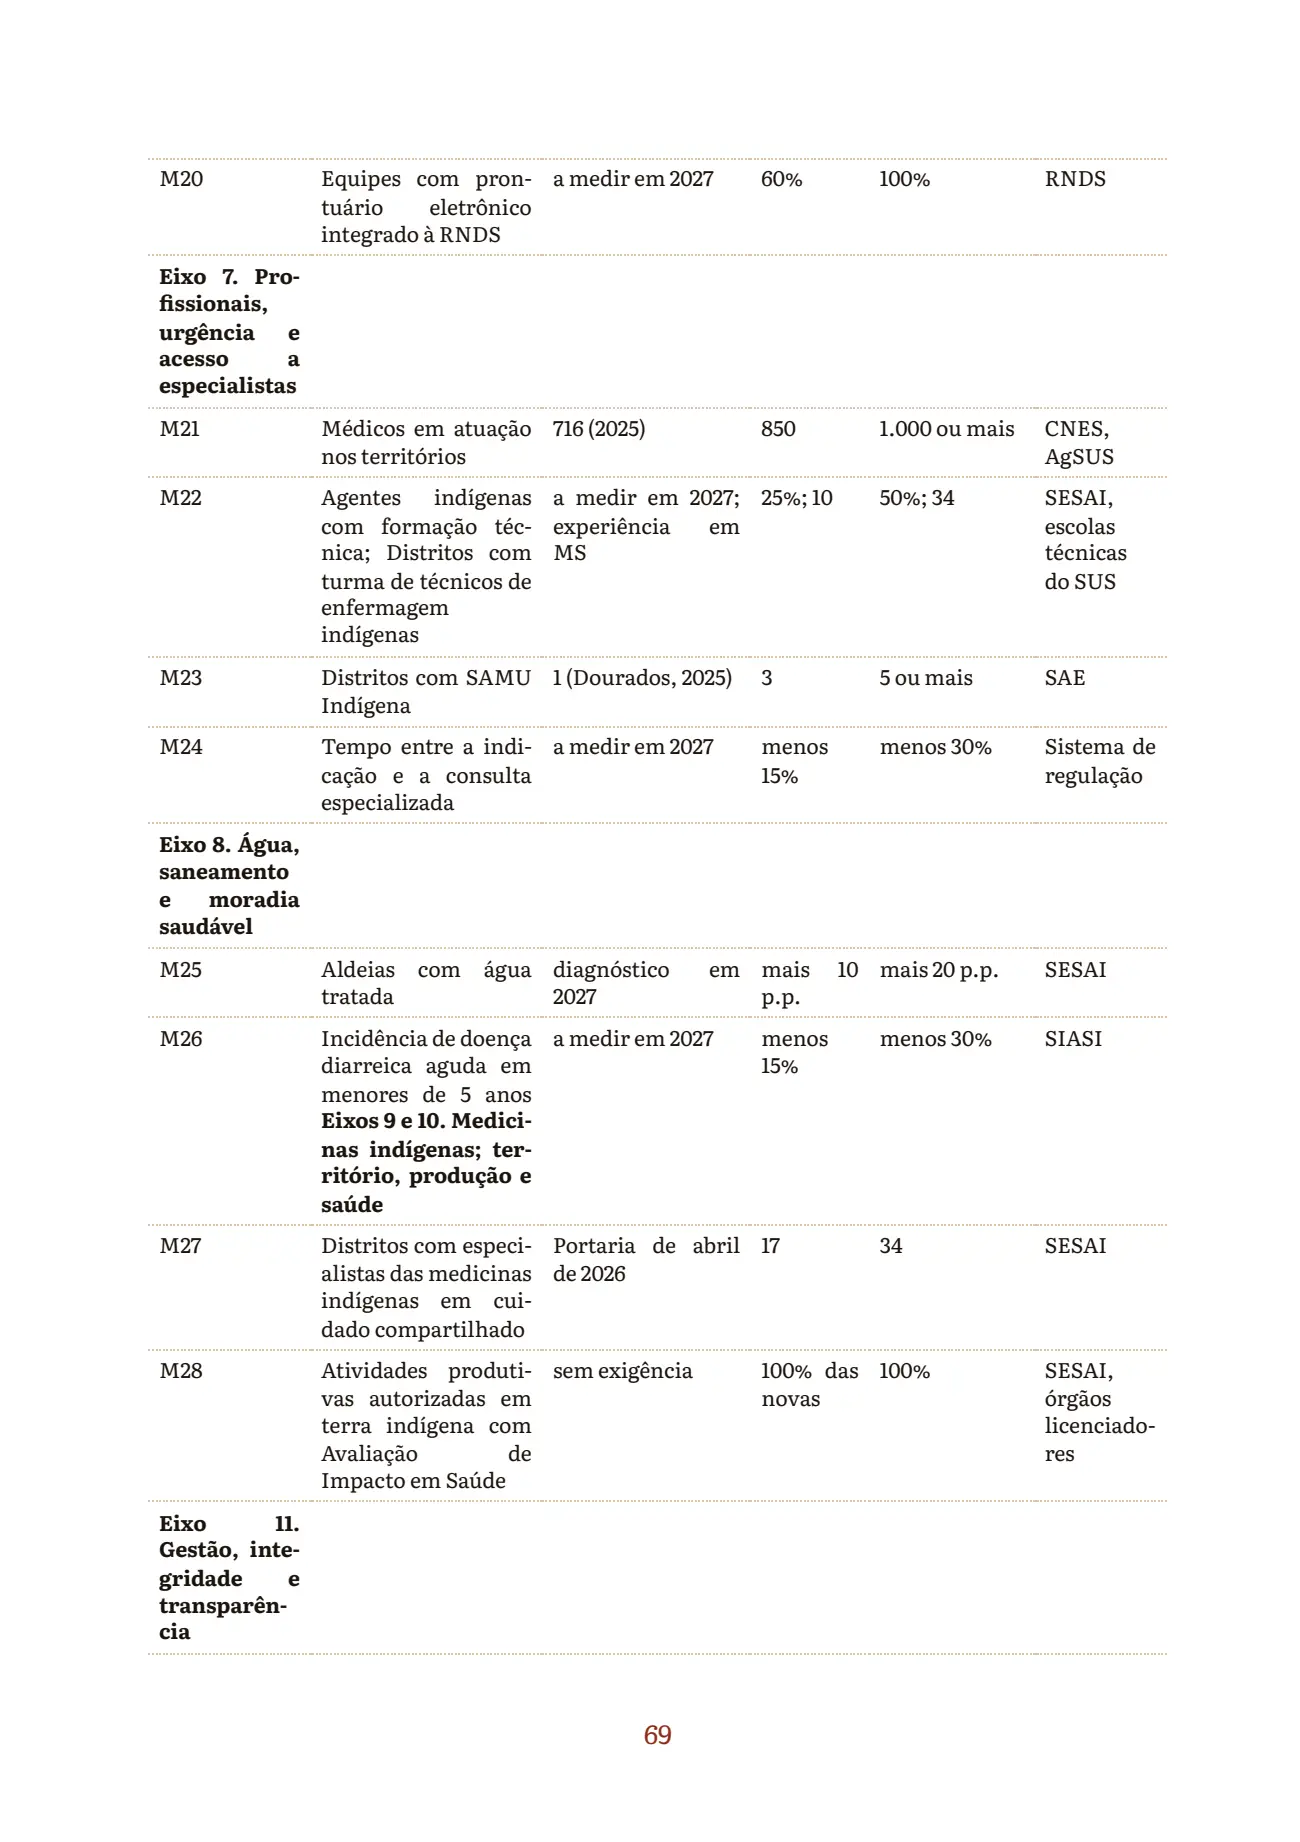 M20 Equipes com pron- a medir em 2027 60% 100% RNDS
tuário eletrônico
integrado à RNDS
Eixo 7. Pro-
fissionais,
urgência e
acesso a
especialistas
M21 Médicos em atuação 716 (2025) 850 1.000 ou mais CNES,
nos territórios AgSUS
M22 Agentes indígenas a medir em 2027; 25%; 10 50%; 34 SESAI,
com formação téc- experiência em escolas
nica; Distritos com MS técnicas
turma de técnicos de do SUS
enfermagem
indígenas
M23 Distritos com SAMU 1 (Dourados, 2025) 3 5 ou mais SAE
Indígena
M24 Tempo entre a indi- a medir em 2027 menos menos 30% Sistema de
cação e a consulta 15% regulação
especializada
Eixo 8. Água,
saneamento
e moradia
saudável
M25 Aldeias com água diagnóstico em mais 10 mais 20 p.p. SESAI
tratada 2027 p.p.
M26 Incidência de doença a medir em 2027 menos menos 30% SIASI
diarreica aguda em 15%
menores de 5 anos
Eixos 9 e 10. Medici-
nas indígenas; ter-
ritório, produção e
saúde
M27 Distritos com especi- Portaria de abril 17 34 SESAI
alistas das medicinas de 2026
indígenas em cui-
dado compartilhado
M28 Atividades produti- sem exigência 100% das 100% SESAI,
vas autorizadas em novas órgãos
terra indígena com licenciado-
Avaliação de res
Impacto em Saúde
Eixo 11.
Gestão, inte-
gridade e
transparên-
cia
69